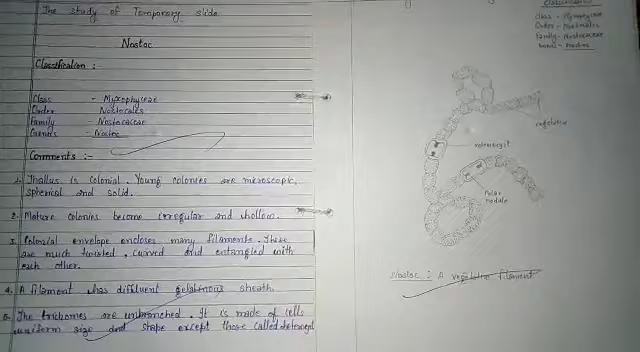 The study of Temporary slide
Nostoc
Classification :-
Class - Myxophyceae
Order - Nostocales
Family - Nostocaceae
Genus - Nostoc
Comments :-
1. Thallus is colonial. Young colonies are microscopic,
spherical and solid.
2. Mature colonies become irregular and hollow.
3. Colonial envelope encloses many filaments. These
are much twisted, curved and entangled with
each other.
4. A filament has diffluent gelatinous sheath.
5. The trichomes are unbranched. It is made of cells
uniform size and shape except those called
Classification
Class - Myxophyceae
Order - Nostocales
Family - Nostocaceae
Genus - Nostoc
Polar
nodule
Nostoc : A vegetative filament